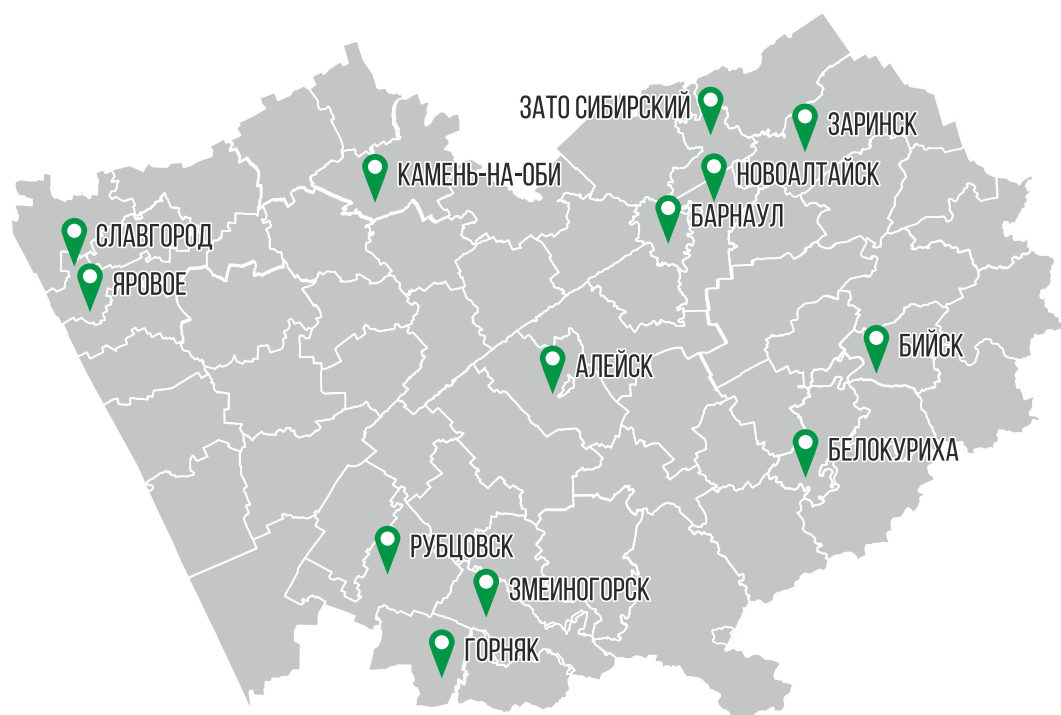 ЗАТО СИБИРСКИЙ
ЗАРИНСК
КАМЕНЬ-НА-ОБИ
НОВОАЛТАЙСК
БАРНАУЛ
СЛАВГОРОД
ЯРОВОЕ
БИЙСК
АЛЕЙСК
БЕЛОКУРИХА
РУБЦОВСК
ЗМЕИНОГОРСК
ГОРНЯК